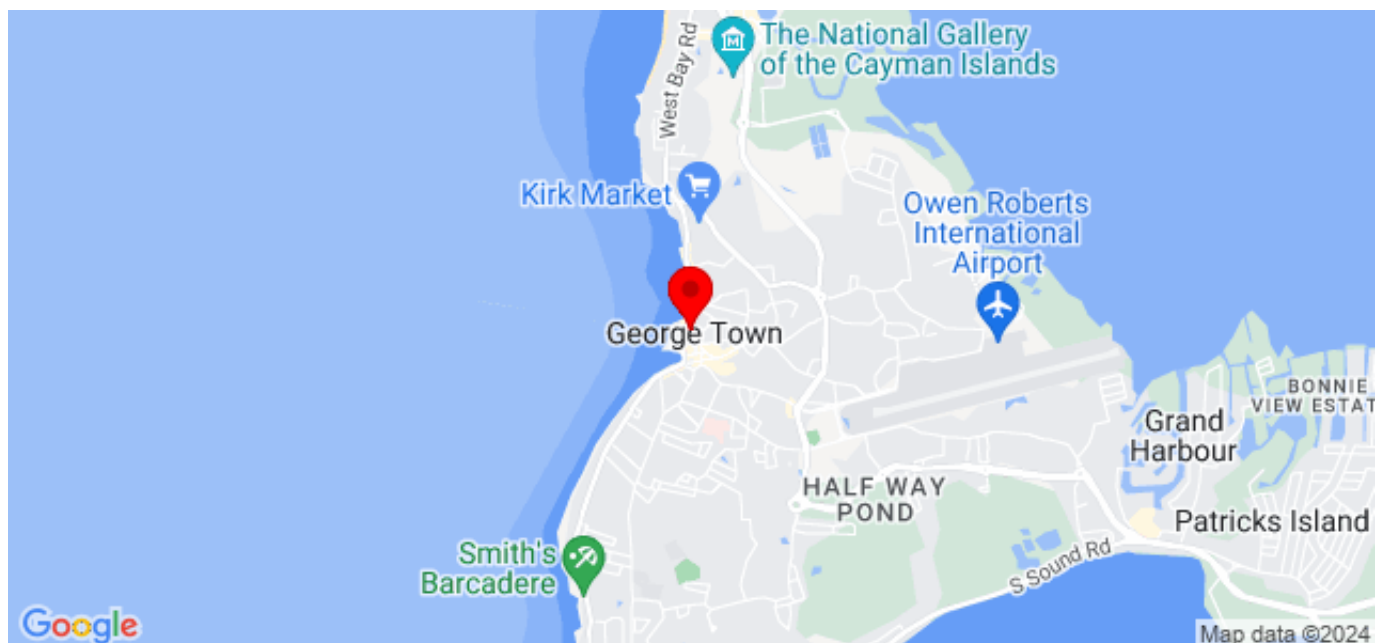 The National Gallery
of the Cayman Islands
West Bay Rd
Kirk Market
Owen Roberts
International
Airport
George Town
BONNIE
VIEW ESTAT
Grand
Harbour
HALF WAY
POND
Patricks Island
Smith's
Barcadere
S Sound Rd
Google
Map data ©2024